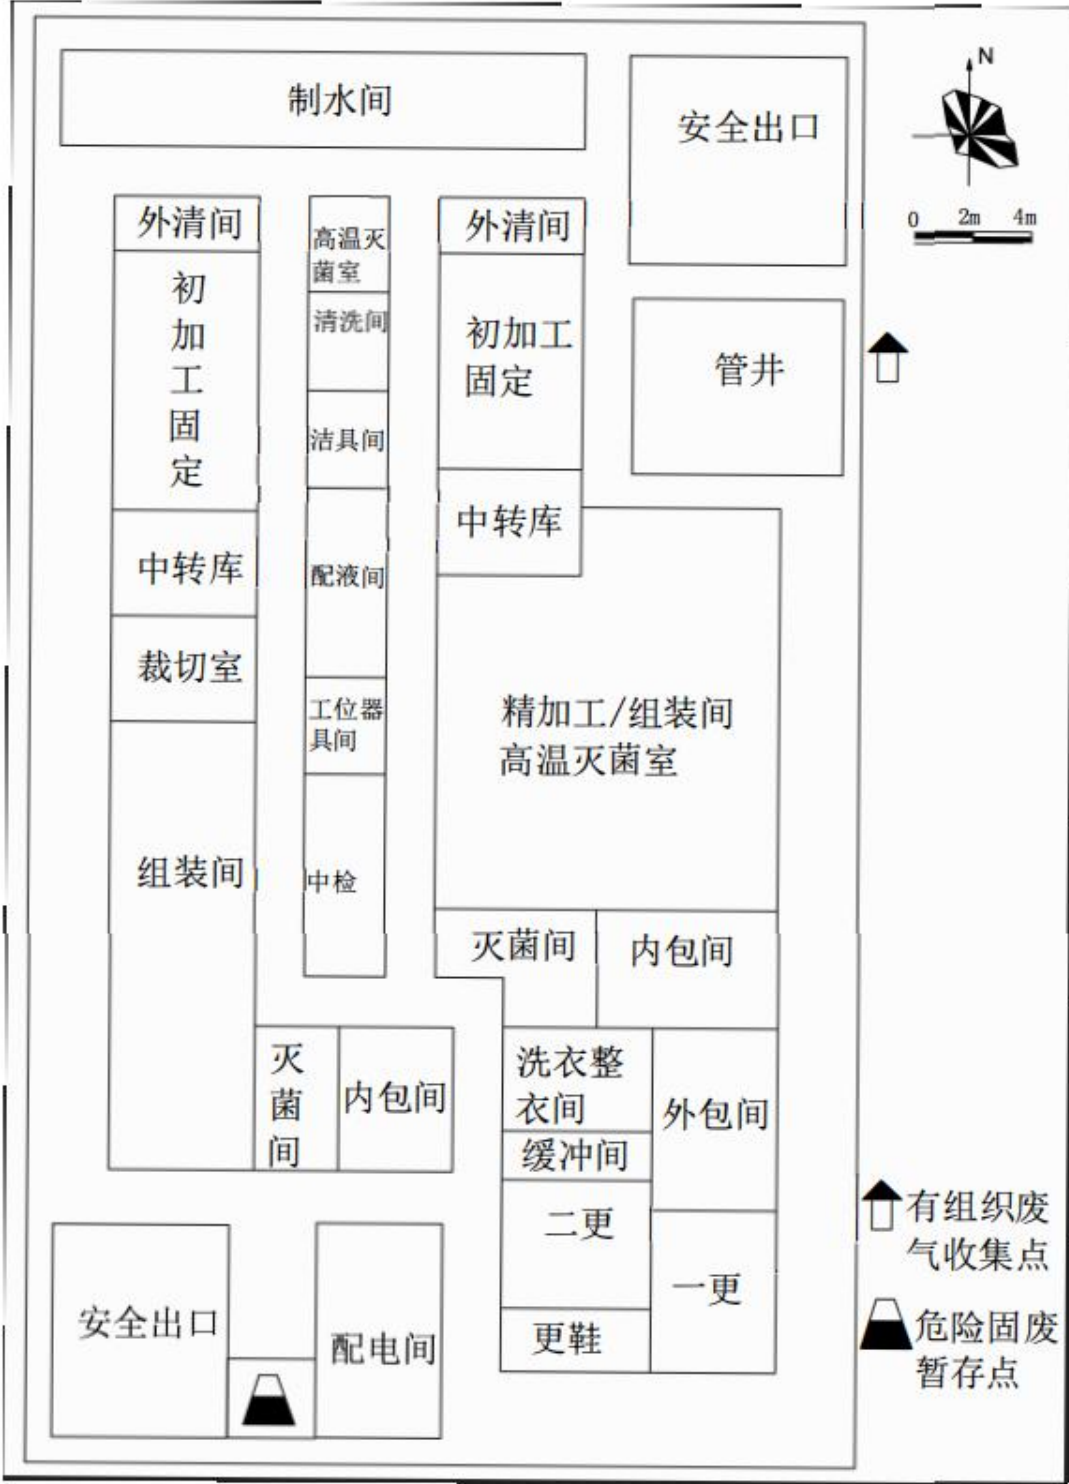 制水间
安全出口
N
0 2m 4m
外清间
高温灭
菌室
外清间
初
加
工
固
定
清洗间
初加工
固定
管井
洁具间
中转库
配液间
中转库
裁切室
工位器
具间
精加工/组装间
高温灭菌室
组装间
中检
灭菌间
内包间
灭
菌
间
内包间
洗衣整
衣间
外包间
缓冲间
二更
一更
更鞋
安全出口
配电间
有组织废
气收集点
危险固废
暂存点